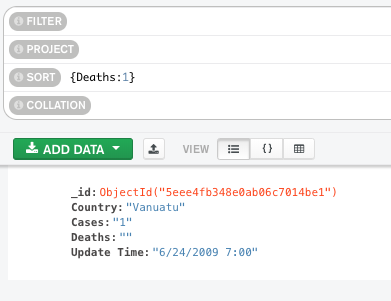 FILTER
PROJECT
SORT {Deaths:1}
COLLATION
ADD DATA VIEW { }
_id: ObjectId("5eee4fb348e0ab06c7014be1")
Country: "Vanuatu"
Cases: "1"
Deaths: ""
Update Time: "6/24/2009 7:00"